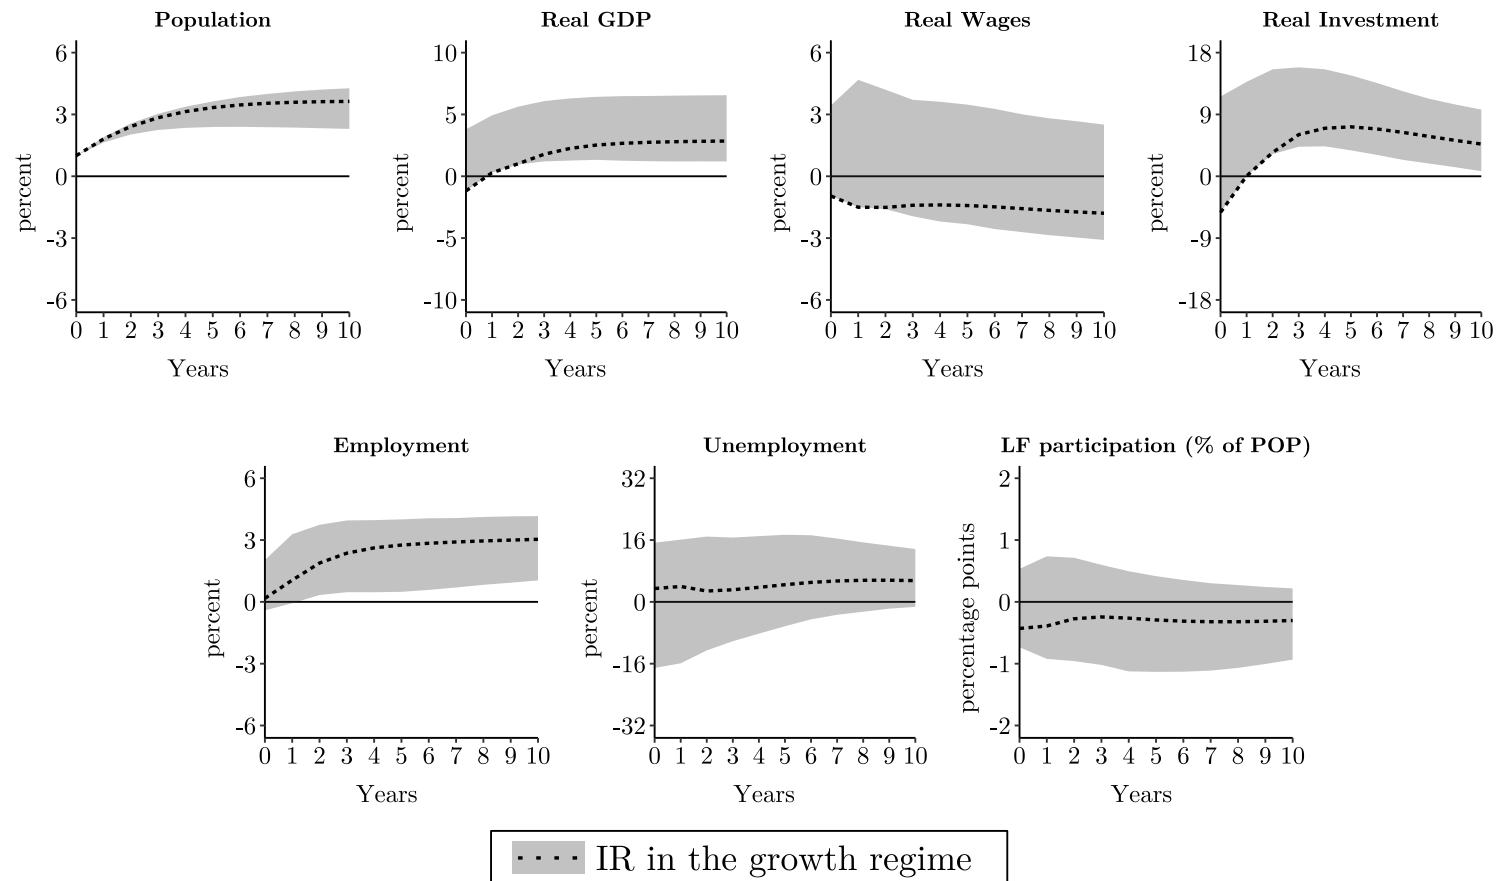 Population
Real GDP
Real Wages
Real Investment
percent
6
3
0
-3
-6
0 1 2 3 4 5 6 7 8 9 10
Years
percent
10
5
0
-5
-10
0 1 2 3 4 5 6 7 8 9 10
Years
percent
6
3
0
-3
-6
0 1 2 3 4 5 6 7 8 9 10
Years
percent
18
9
0
-9
-18
0 1 2 3 4 5 6 7 8 9 10
Years
Employment
Unemployment
LF participation (% of POP)
percent
6
3
0
-3
-6
0 1 2 3 4 5 6 7 8 9 10
Years
percent
32
16
0
-16
-32
0 1 2 3 4 5 6 7 8 9 10
Years
percentage points
2
1
0
-1
-2
0 1 2 3 4 5 6 7 8 9 10
Years
IR in the growth regime